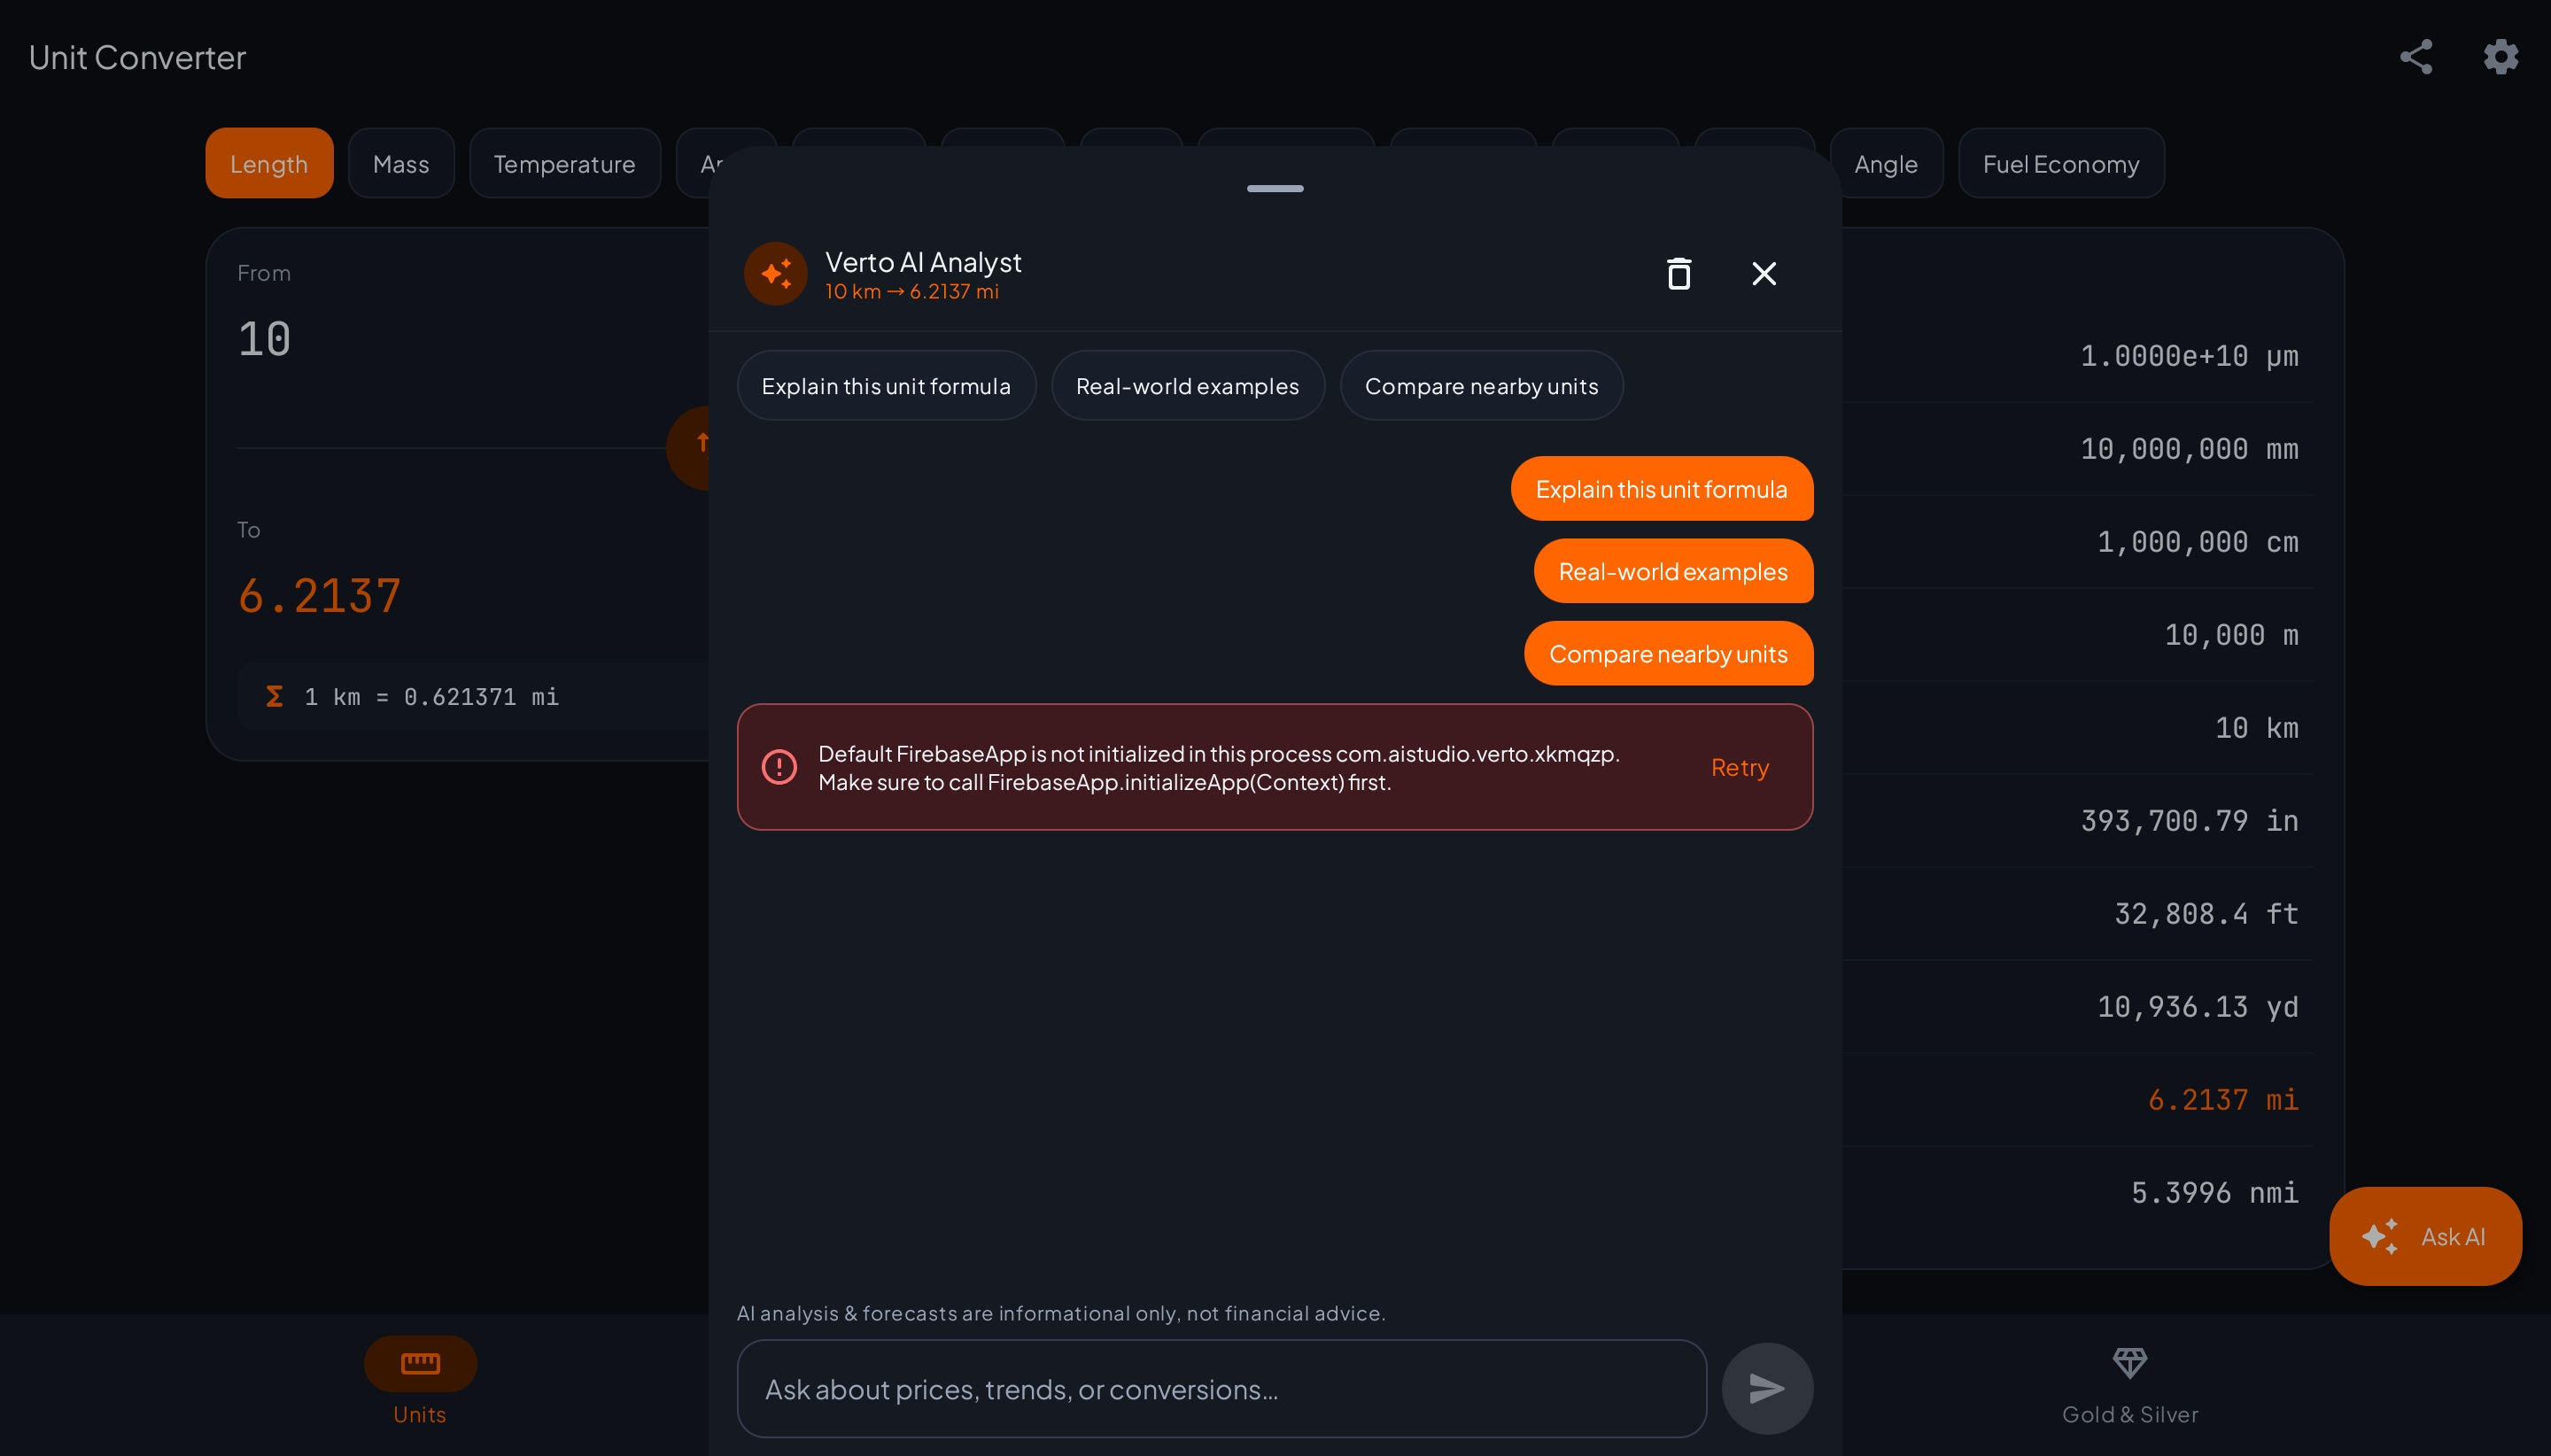 Unit Converter
Length
Mass
Temperature
Angle
Fuel Economy
From
10
To
6.2137
Σ 1 km = 0.621371 mi
Verto AI Analyst
10 km → 6.2137 mi
Explain this unit formula
Real-world examples
Compare nearby units
Explain this unit formula
Real-world examples
Compare nearby units
Default FirebaseApp is not initialized in this process com.aistudio.verto.xkmqzp.
Make sure to call FirebaseApp.initializeApp(Context) first.
Retry
AI analysis & forecasts are informational only, not financial advice.
Ask about prices, trends, or conversions...
1.0000e+10 µm
10,000,000 mm
1,000,000 cm
10,000 m
10 km
393,700.79 in
32,808.4 ft
10,936.13 yd
6.2137 mi
5.3996 nmi
Ask AI
Units
Gold & Silver